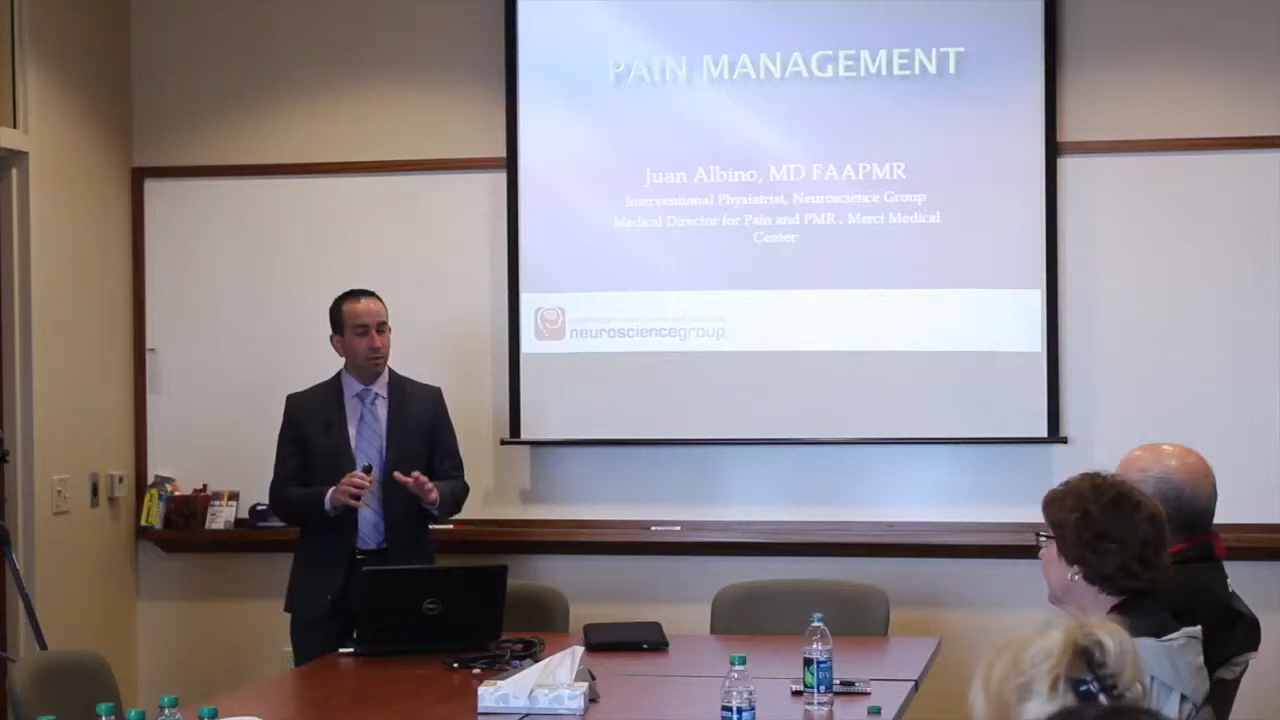 PAIN MANAGEMENT
Juan Albino, MD FAAPMR
Interventional Physiatrist, Neuroscience Group
Medical Director for Pain and PMR . Merci Medical
Center
neurosciencegroup
DELL